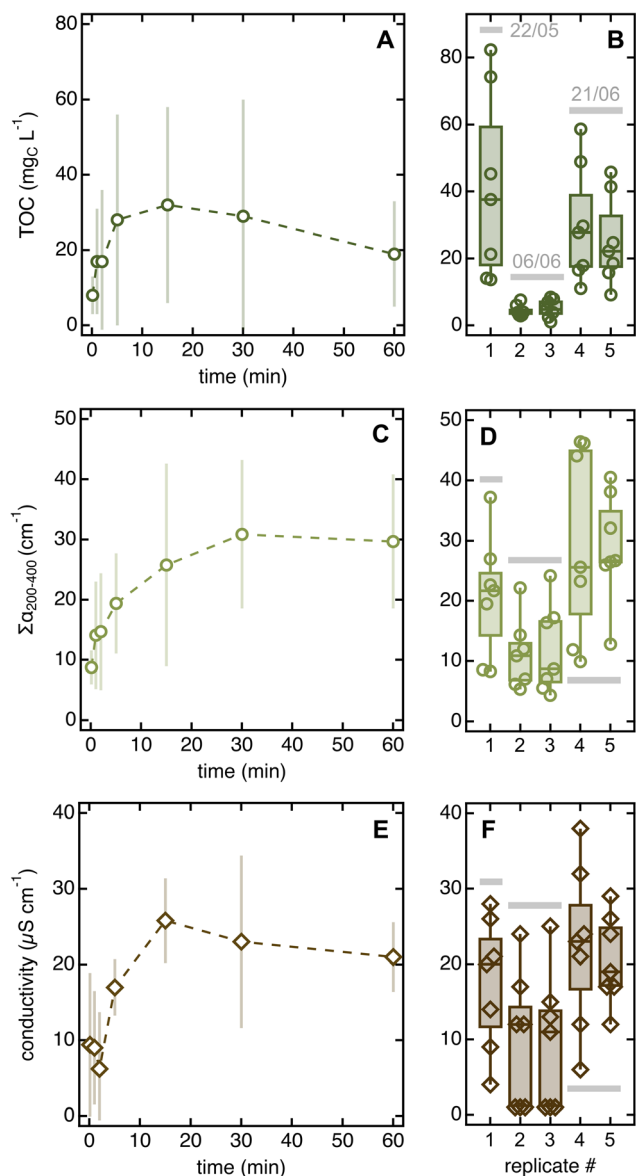 A
80
60
40
20
0
TOC (mg_C L⁻¹)
0 10 20 30 40 50 60
time (min)
B
22/05
21/06
06/06
80
60
40
20
0
1 2 3 4 5
C
50
40
30
20
10
0
Σα₂₀₀₋₄₀₀ (cm⁻¹)
0 10 20 30 40 50 60
time (min)
D
50
40
30
20
10
0
1 2 3 4 5
E
40
30
20
10
0
conductivity (µS cm⁻¹)
0 10 20 30 40 50 60
time (min)
F
40
30
20
10
0
1 2 3 4 5
replicate #